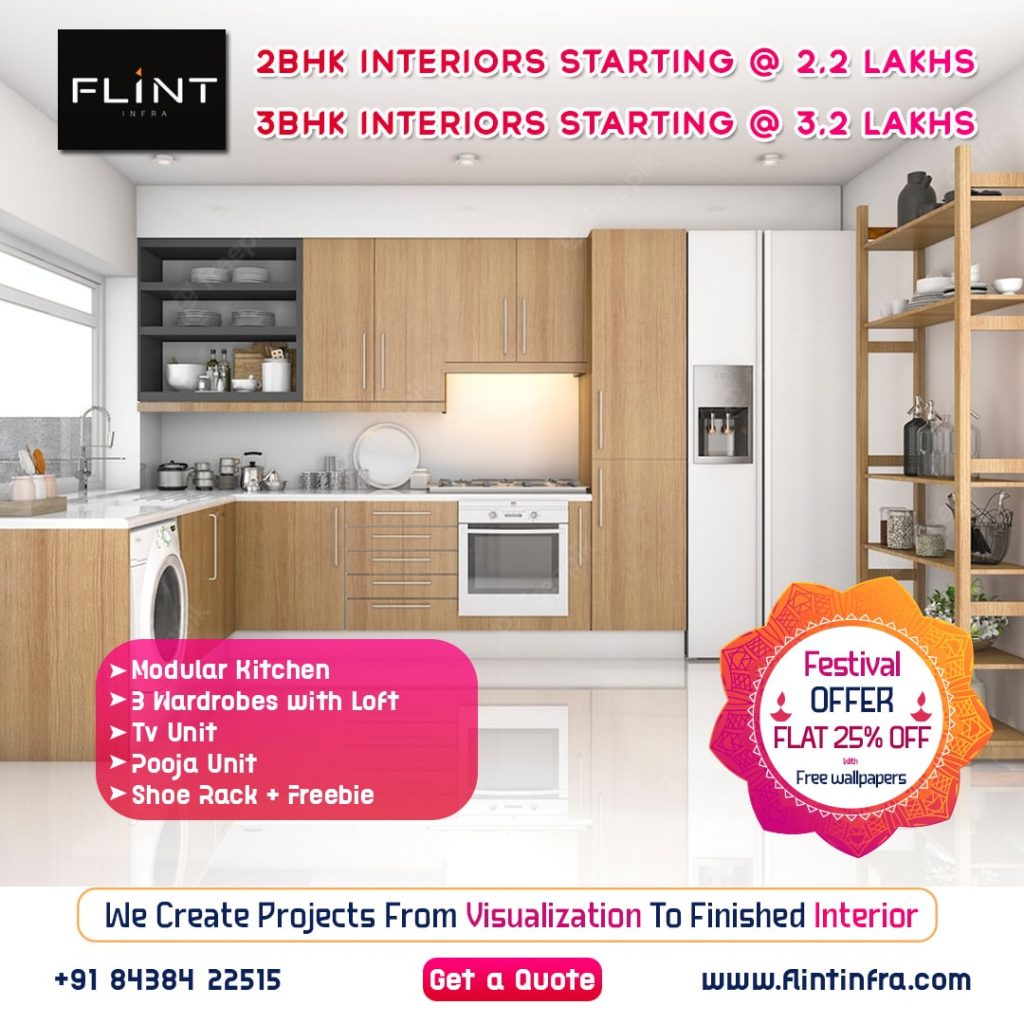 FLINT
INFRA
2BHK INTERIORS STARTING @ 2.2 LAKHS
3BHK INTERIORS STARTING @ 3.2 LAKHS
Modular Kitchen
3 Wardrobes with Loft
Tv Unit
Pooja Unit
Shoe Rack + Freebie
Festival
OFFER
FLAT 25% OFF
With
Free wallpapers
We Create Projects From Visualization To Finished Interior
+91 84384 22515
Get a Quote
www.flintinfra.com